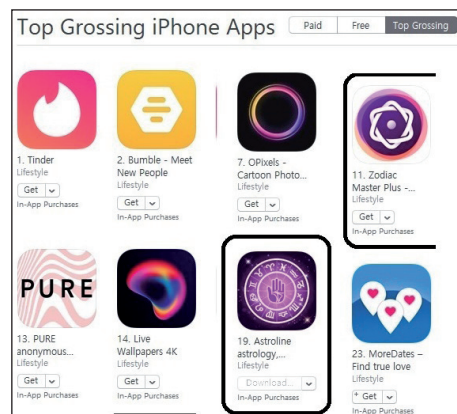 Top Grossing iPhone Apps
Paid Free Top Grossing
1. Tinder
Lifestyle
Get
In-App Purchases
2. Bumble - Meet
New People
Lifestyle
Get
In-App Purchases
7. OPixels -
Cartoon Photo...
Lifestyle
Get
In-App Purchases
11. Zodiac
Master Plus -...
Lifestyle
Get
In-App Purchases
PURE
13. PURE
anonymous...
Lifestyle
Get
In-App Purchases
14. Live
Wallpapers 4K
Lifestyle
Get
In-App Purchases
19. Astroline
astrology,...
Lifestyle
Download...
In-App Purchases
23. MoreDates –
Find true love
Lifestyle
+ Get
In-App Purchases